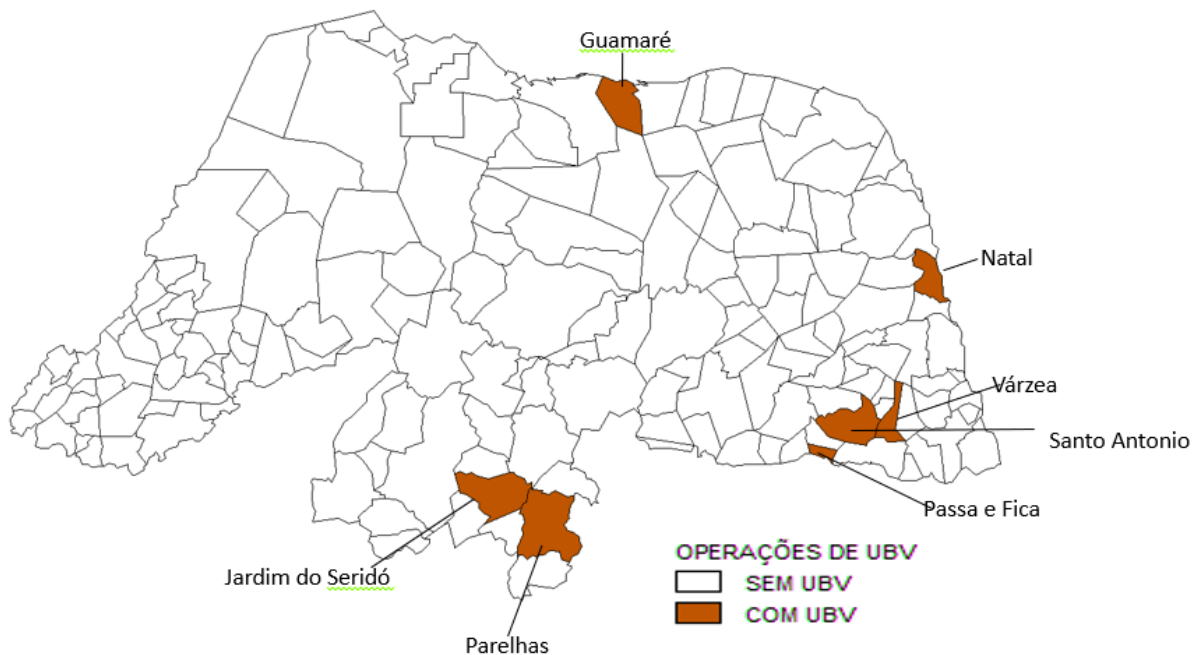 Guamaré
Natal
Várzea
Santo Antonio
Passa e Fica
Jardim do Seridó
Parelhas
OPERAÇÕES DE UBV
SEM UBV
COM UBV